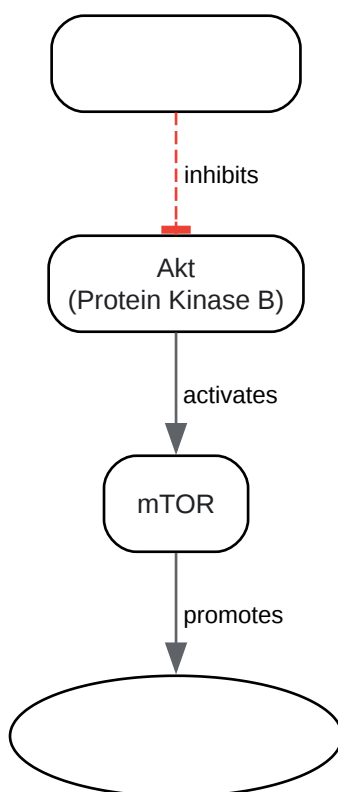 inhibits
Akt
(Protein Kinase B)
activates
mTOR
promotes